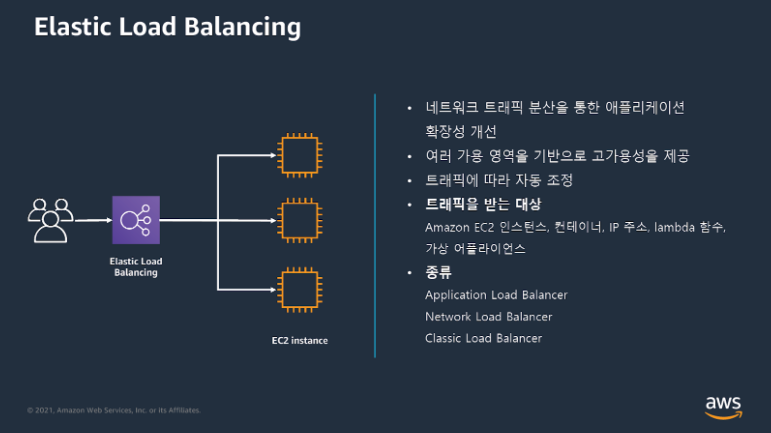 Elastic Load Balancing
Elastic Load
Balancing
EC2 instance
• 네트워크 트래픽 분산을 통한 애플리케이션
확장성 개선
• 여러 가용 영역을 기반으로 고가용성을 제공
• 트래픽에 따라 자동 조정
• 트래픽을 받는 대상
Amazon EC2 인스턴스, 컨테이너, IP 주소, lambda 함수,
가상 어플라이언스
• 종류
Application Load Balancer
Network Load Balancer
Classic Load Balancer
© 2021, Amazon Web Services, Inc. or its Affiliates.
aws